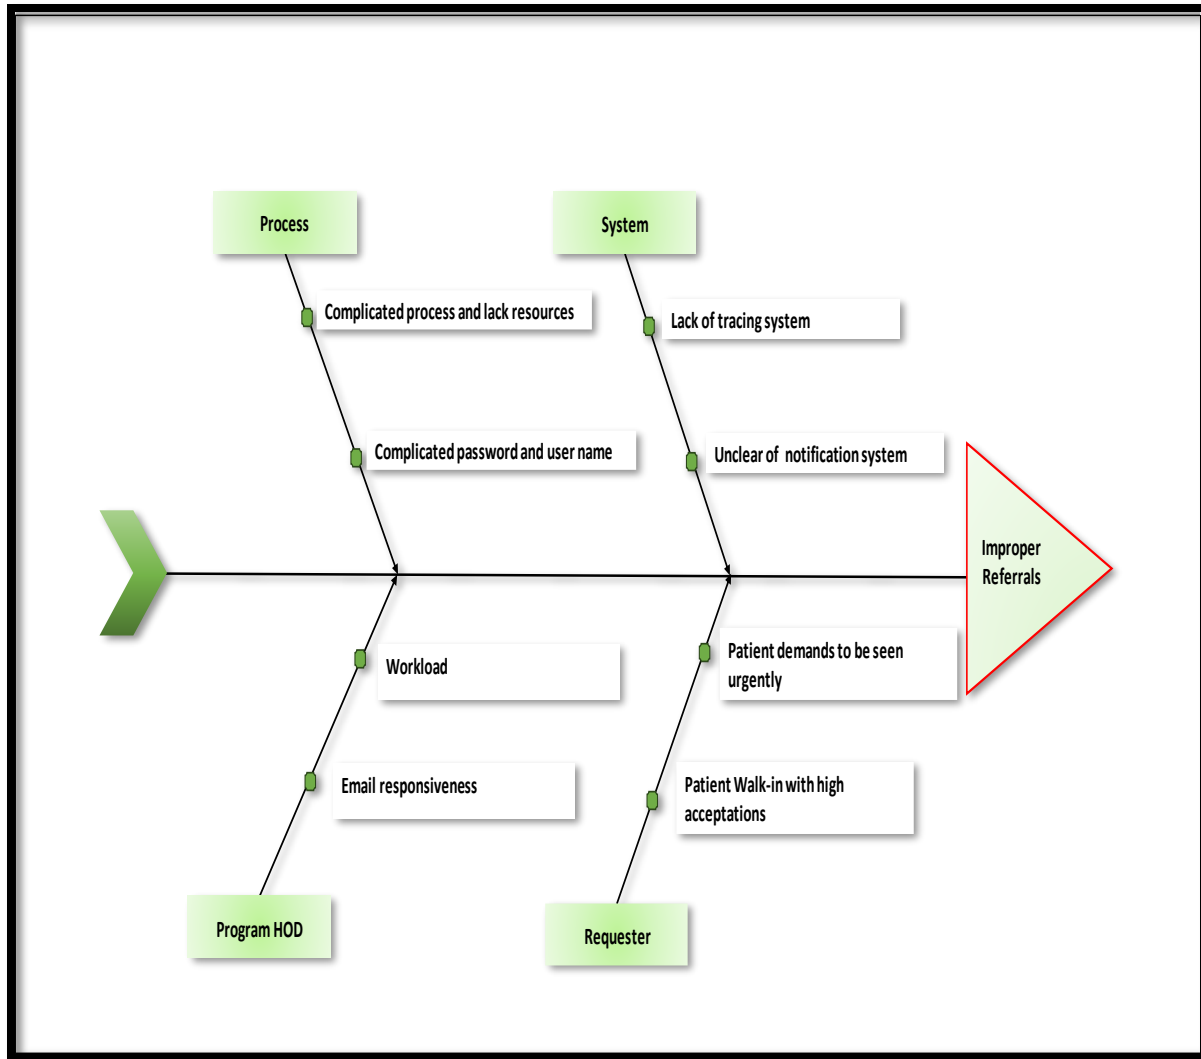 Process
System
Complicated process and lack resources
Lack of tracing system
Complicated password and user name
Unclear of  notification system
Improper
Referrals
Workload
Patient demands to be seen
urgently
Email responsiveness
Patient Walk-in with high
acceptations
Program HOD
Requester